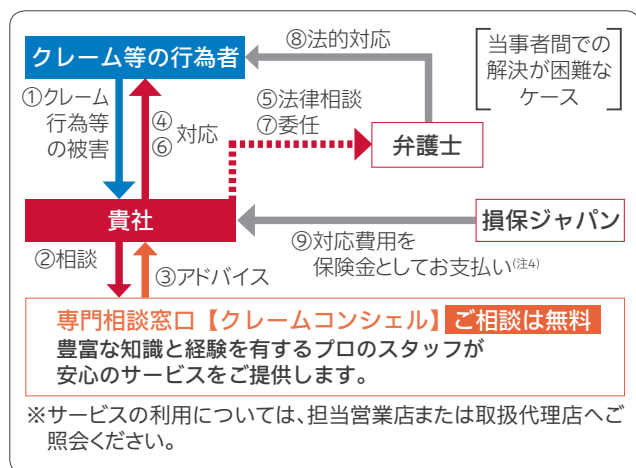 クレーム等の行為者
⑧法的対応
当事者間での
解決が困難な
ケース
①クレーム
行為等
の被害
④
⑥
対応
⑤法律相談
⑦委任
弁護士
貴社
損保ジャパン
②相談
③アドバイス
⑨対応費用を
保険金としてお支払い(注4)
専門相談窓口【クレームコンシェル】 ご相談は無料
豊富な知識と経験を有するプロのスタッフが
安心のサービスをご提供します。
※サービスの利用については、担当営業店または取扱代理店へご
照会ください。